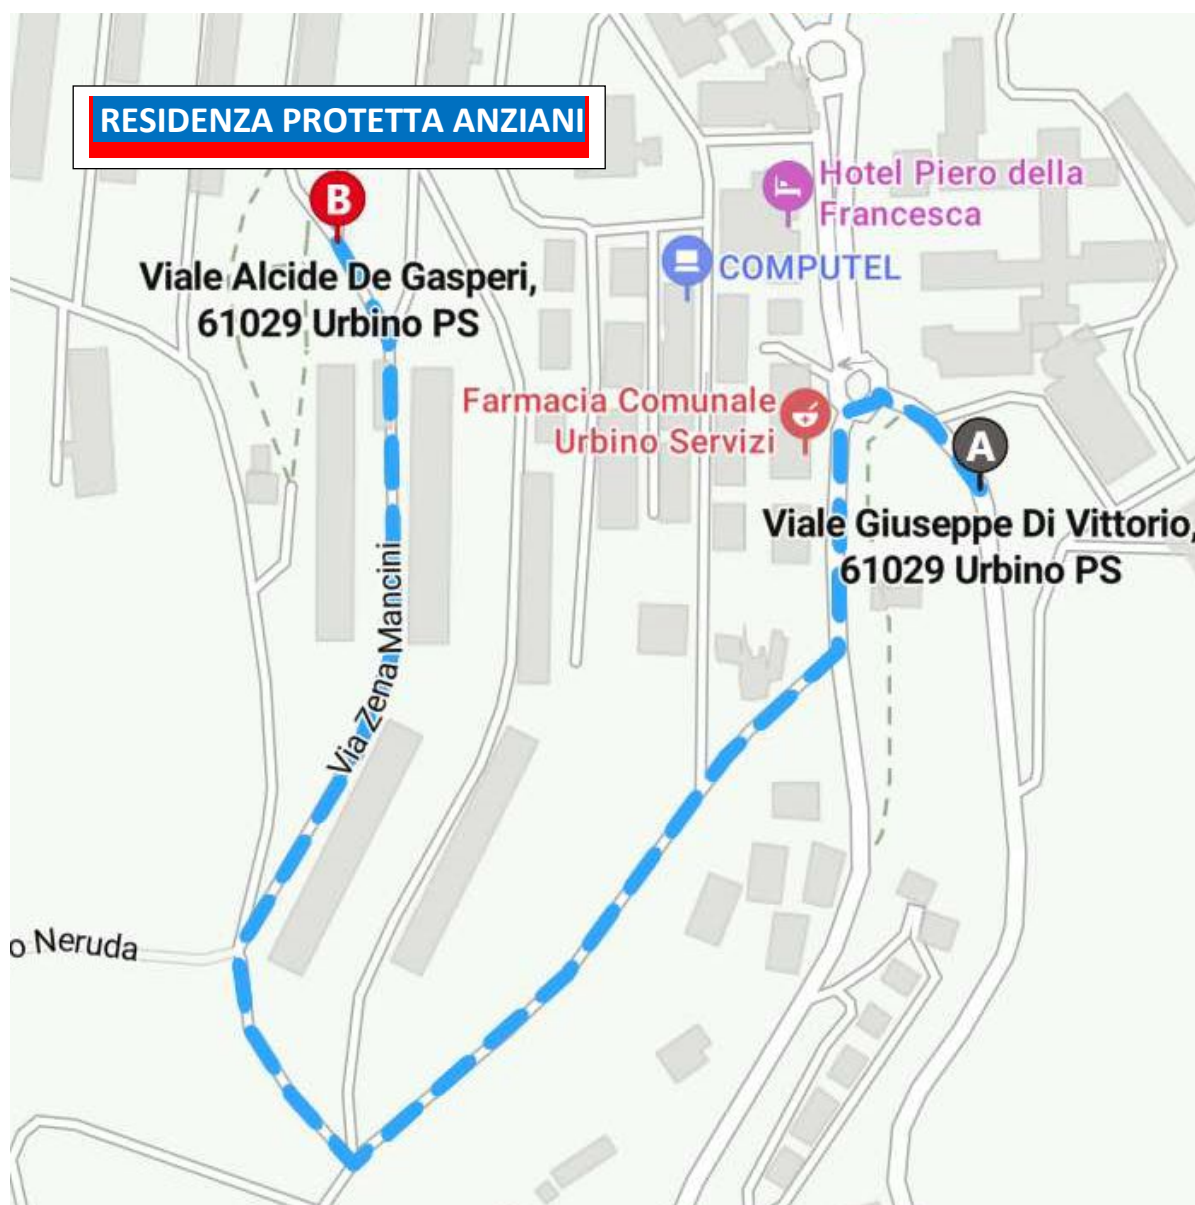 RESIDENZA PROTETTA ANZIANI
B
Viale Alcide De Gasperi,
61029 Urbino PS
Hotel Piero della
Francesca
COMPUTEL
Farmacia Comunale
Urbino Servizi
A
Viale Giuseppe Di Vittorio,
61029 Urbino PS
Via Zena Mancini
o Neruda